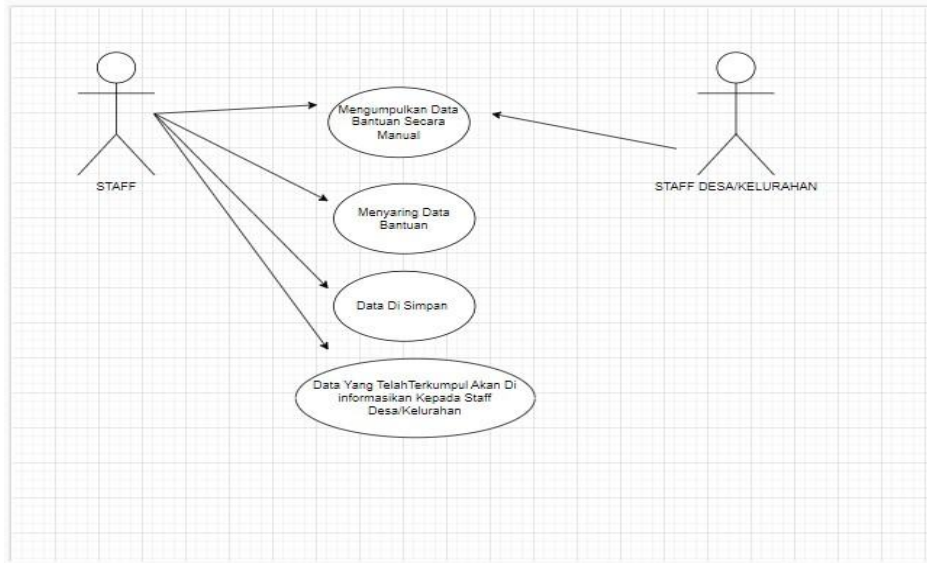 Mengumpulkan Data
Bantuan Secara
Manual
STAFF
STAFF DESA/KELURAHAN
Menyaring Data
Bantuan
Data Di Simpan
Data Yang TelahTerkumpul Akan Di
informasikan Kepada Staff
Desa/Kelurahan